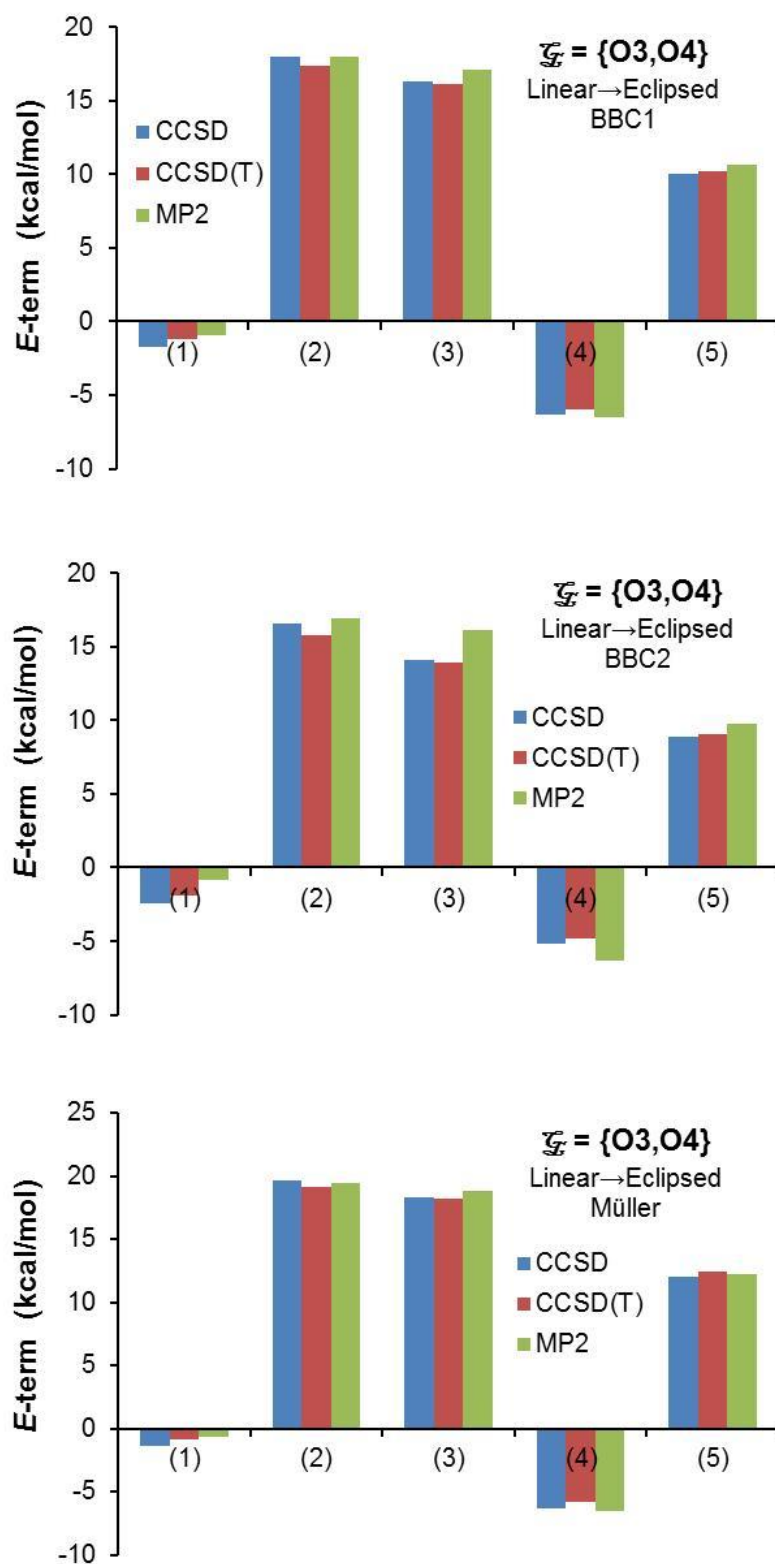 20
15
10
5
0
-5
-10
E-term (kcal/mol)
𝒢 = {O3,O4}
Linear→Eclipsed
BBC1
CCSD
CCSD(T)
MP2
(1) (2) (3) (4) (5)
20
15
10
5
0
-5
-10
E-term (kcal/mol)
𝒢 = {O3,O4}
Linear→Eclipsed
BBC2
CCSD
CCSD(T)
MP2
(1) (2) (3) (4) (5)
25
20
15
10
5
0
-5
-10
E-term (kcal/mol)
𝒢 = {O3,O4}
Linear→Eclipsed
Müller
CCSD
CCSD(T)
MP2
(1) (2) (3) (4) (5)